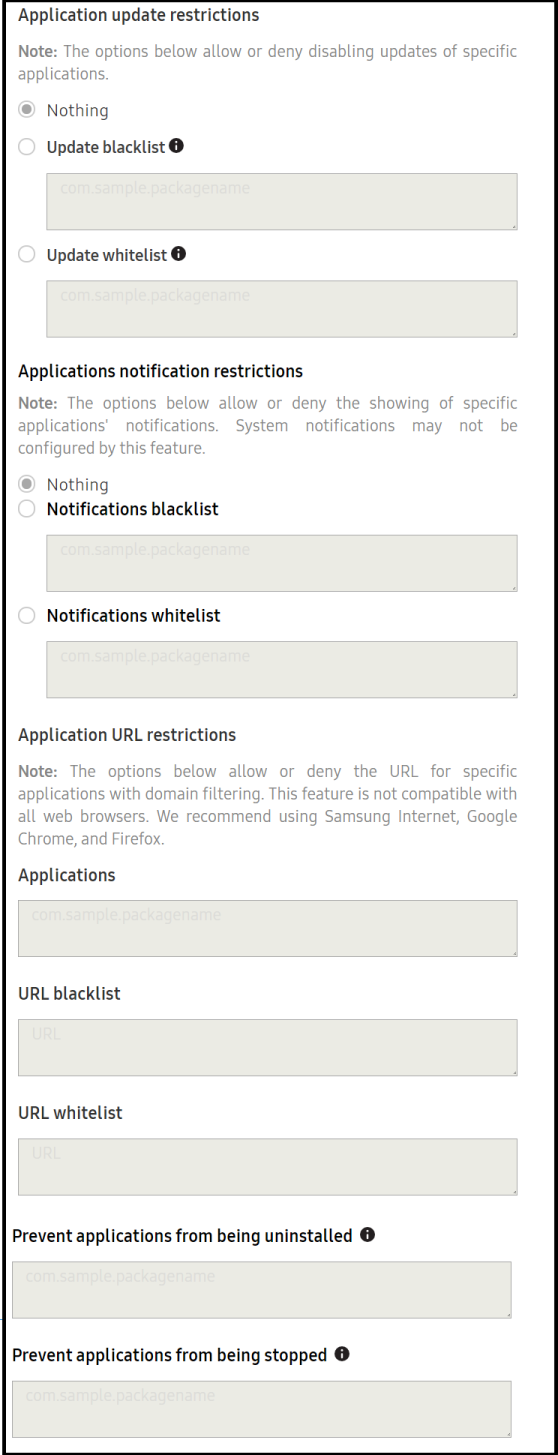 Application update restrictions
Note: The options below allow or deny disabling updates of specific
applications.
Nothing
Update blacklist
com.sample.packagename
Update whitelist
com.sample.packagename
Applications notification restrictions
Note: The options below allow or deny the showing of specific
applications' notifications. System notifications may not be
configured by this feature.
Nothing
Notifications blacklist
com.sample.packagename
Notifications whitelist
com.sample.packagename
Application URL restrictions
Note: The options below allow or deny the URL for specific
applications with domain filtering. This feature is not compatible with
all web browsers. We recommend using Samsung Internet, Google
Chrome, and Firefox.
Applications
com.sample.packagename
URL blacklist
URL
URL whitelist
URL
Prevent applications from being uninstalled
com.sample.packagename
Prevent applications from being stopped
com.sample.packagename